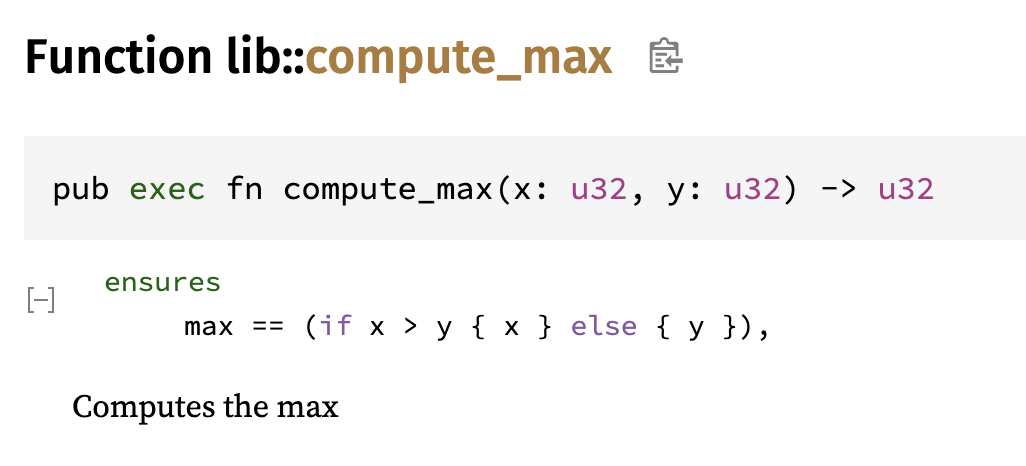 Function lib::compute_max
pub exec fn compute_max(x: u32, y: u32) -> u32
[−] ensures
max == (if x > y { x } else { y }),
Computes the max